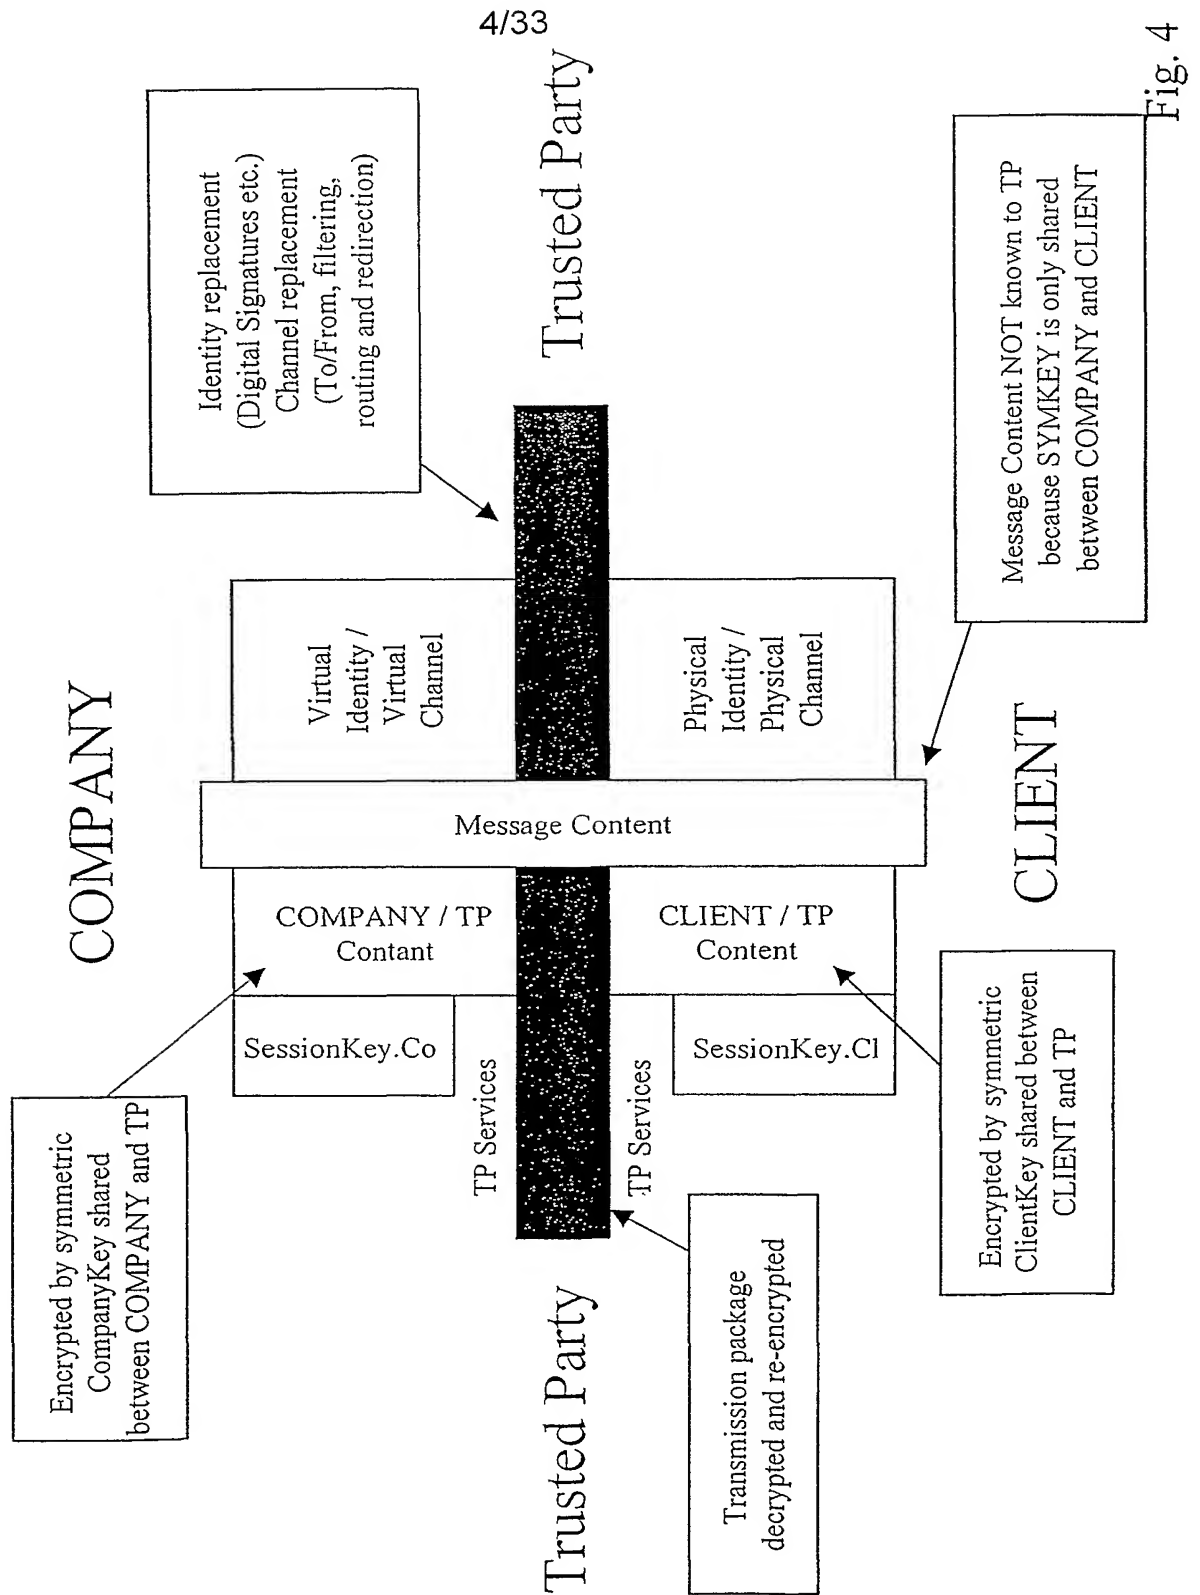 4/33
COMPANY
Encrypted by symmetric
CompanyKey shared
between COMPANY and TP
Identity replacement
(Digital Signatures etc.)
Channel replacement
(To/From, filtering,
routing and redirection)
SessionKey.Co
COMPANY / TP
Contant
Virtual
Identity /
Virtual
Channel
TP Services
Trusted Party
Message Content
Trusted Party
TP Services
SessionKey.Cl
CLIENT / TP
Content
Physical
Identity /
Physical
Channel
Transmission package
decrypted and re-encrypted
Encrypted by symmetric
ClientKey shared between
CLIENT and TP
CLIENT
Message Content NOT known to TP
because SYMKEY is only shared
between COMPANY and CLIENT
Fig. 4